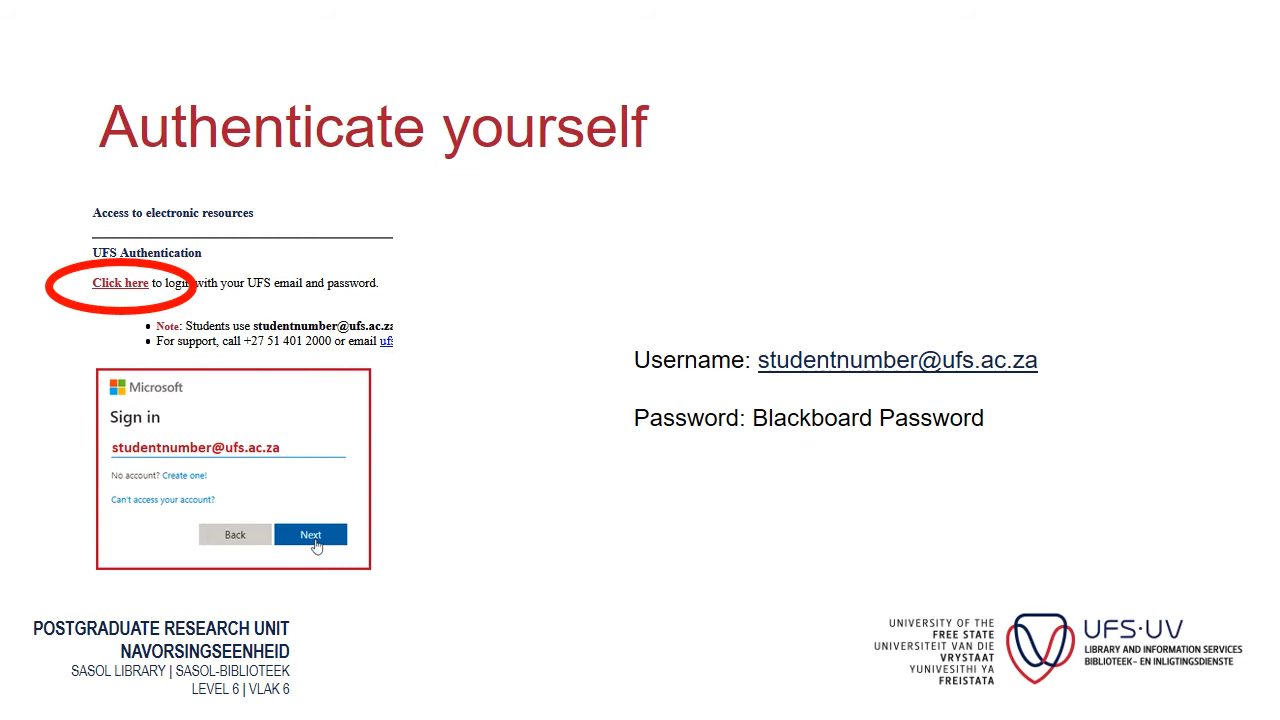 Authenticate yourself
Access to electronic resources
UFS Authentication
Click here to login with your UFS email and password.
Note: Students use studentnumber@ufs.ac.za
For support, call +27 51 401 2000 or email ufs
Microsoft
Sign in
studentnumber@ufs.ac.za
No account? Create one!
Can't access your account?
Back
Next
Username: studentnumber@ufs.ac.za
Password: Blackboard Password
POSTGRADUATE RESEARCH UNIT
NAVORSINGSEENHEID
SASOL LIBRARY | SASOL-BIBLIOTEEK
LEVEL 6 | VLAK 6
UNIVERSITY OF THE
FREE STATE
UNIVERSITEIT VAN DIE
VRYSTAAT
YUNIVESITHI YA
FREISTATA
UFS·UV
LIBRARY AND INFORMATION SERVICES
BIBLIOTEEK- EN INLIGTINGSDIENSTE